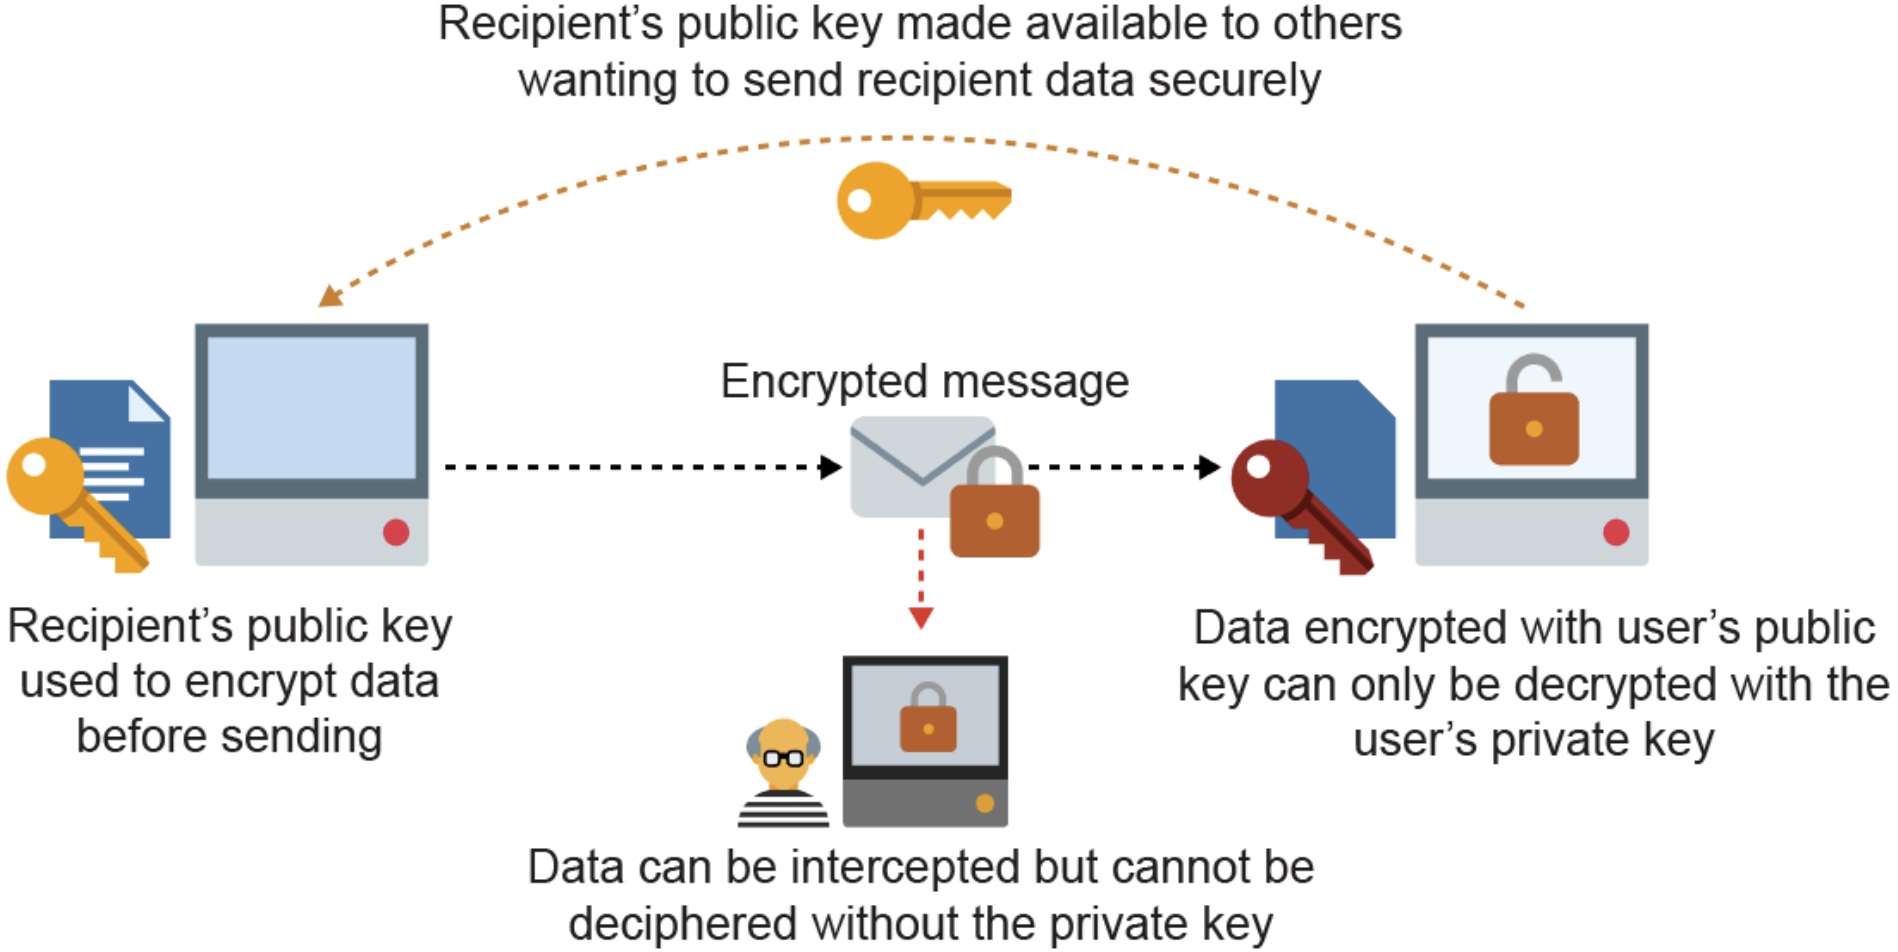 Recipient’s public key made available to others
wanting to send recipient data securely
Encrypted message
Recipient’s public key
used to encrypt data
before sending
Data encrypted with user’s public
key can only be decrypted with the
user’s private key
Data can be intercepted but cannot be
deciphered without the private key